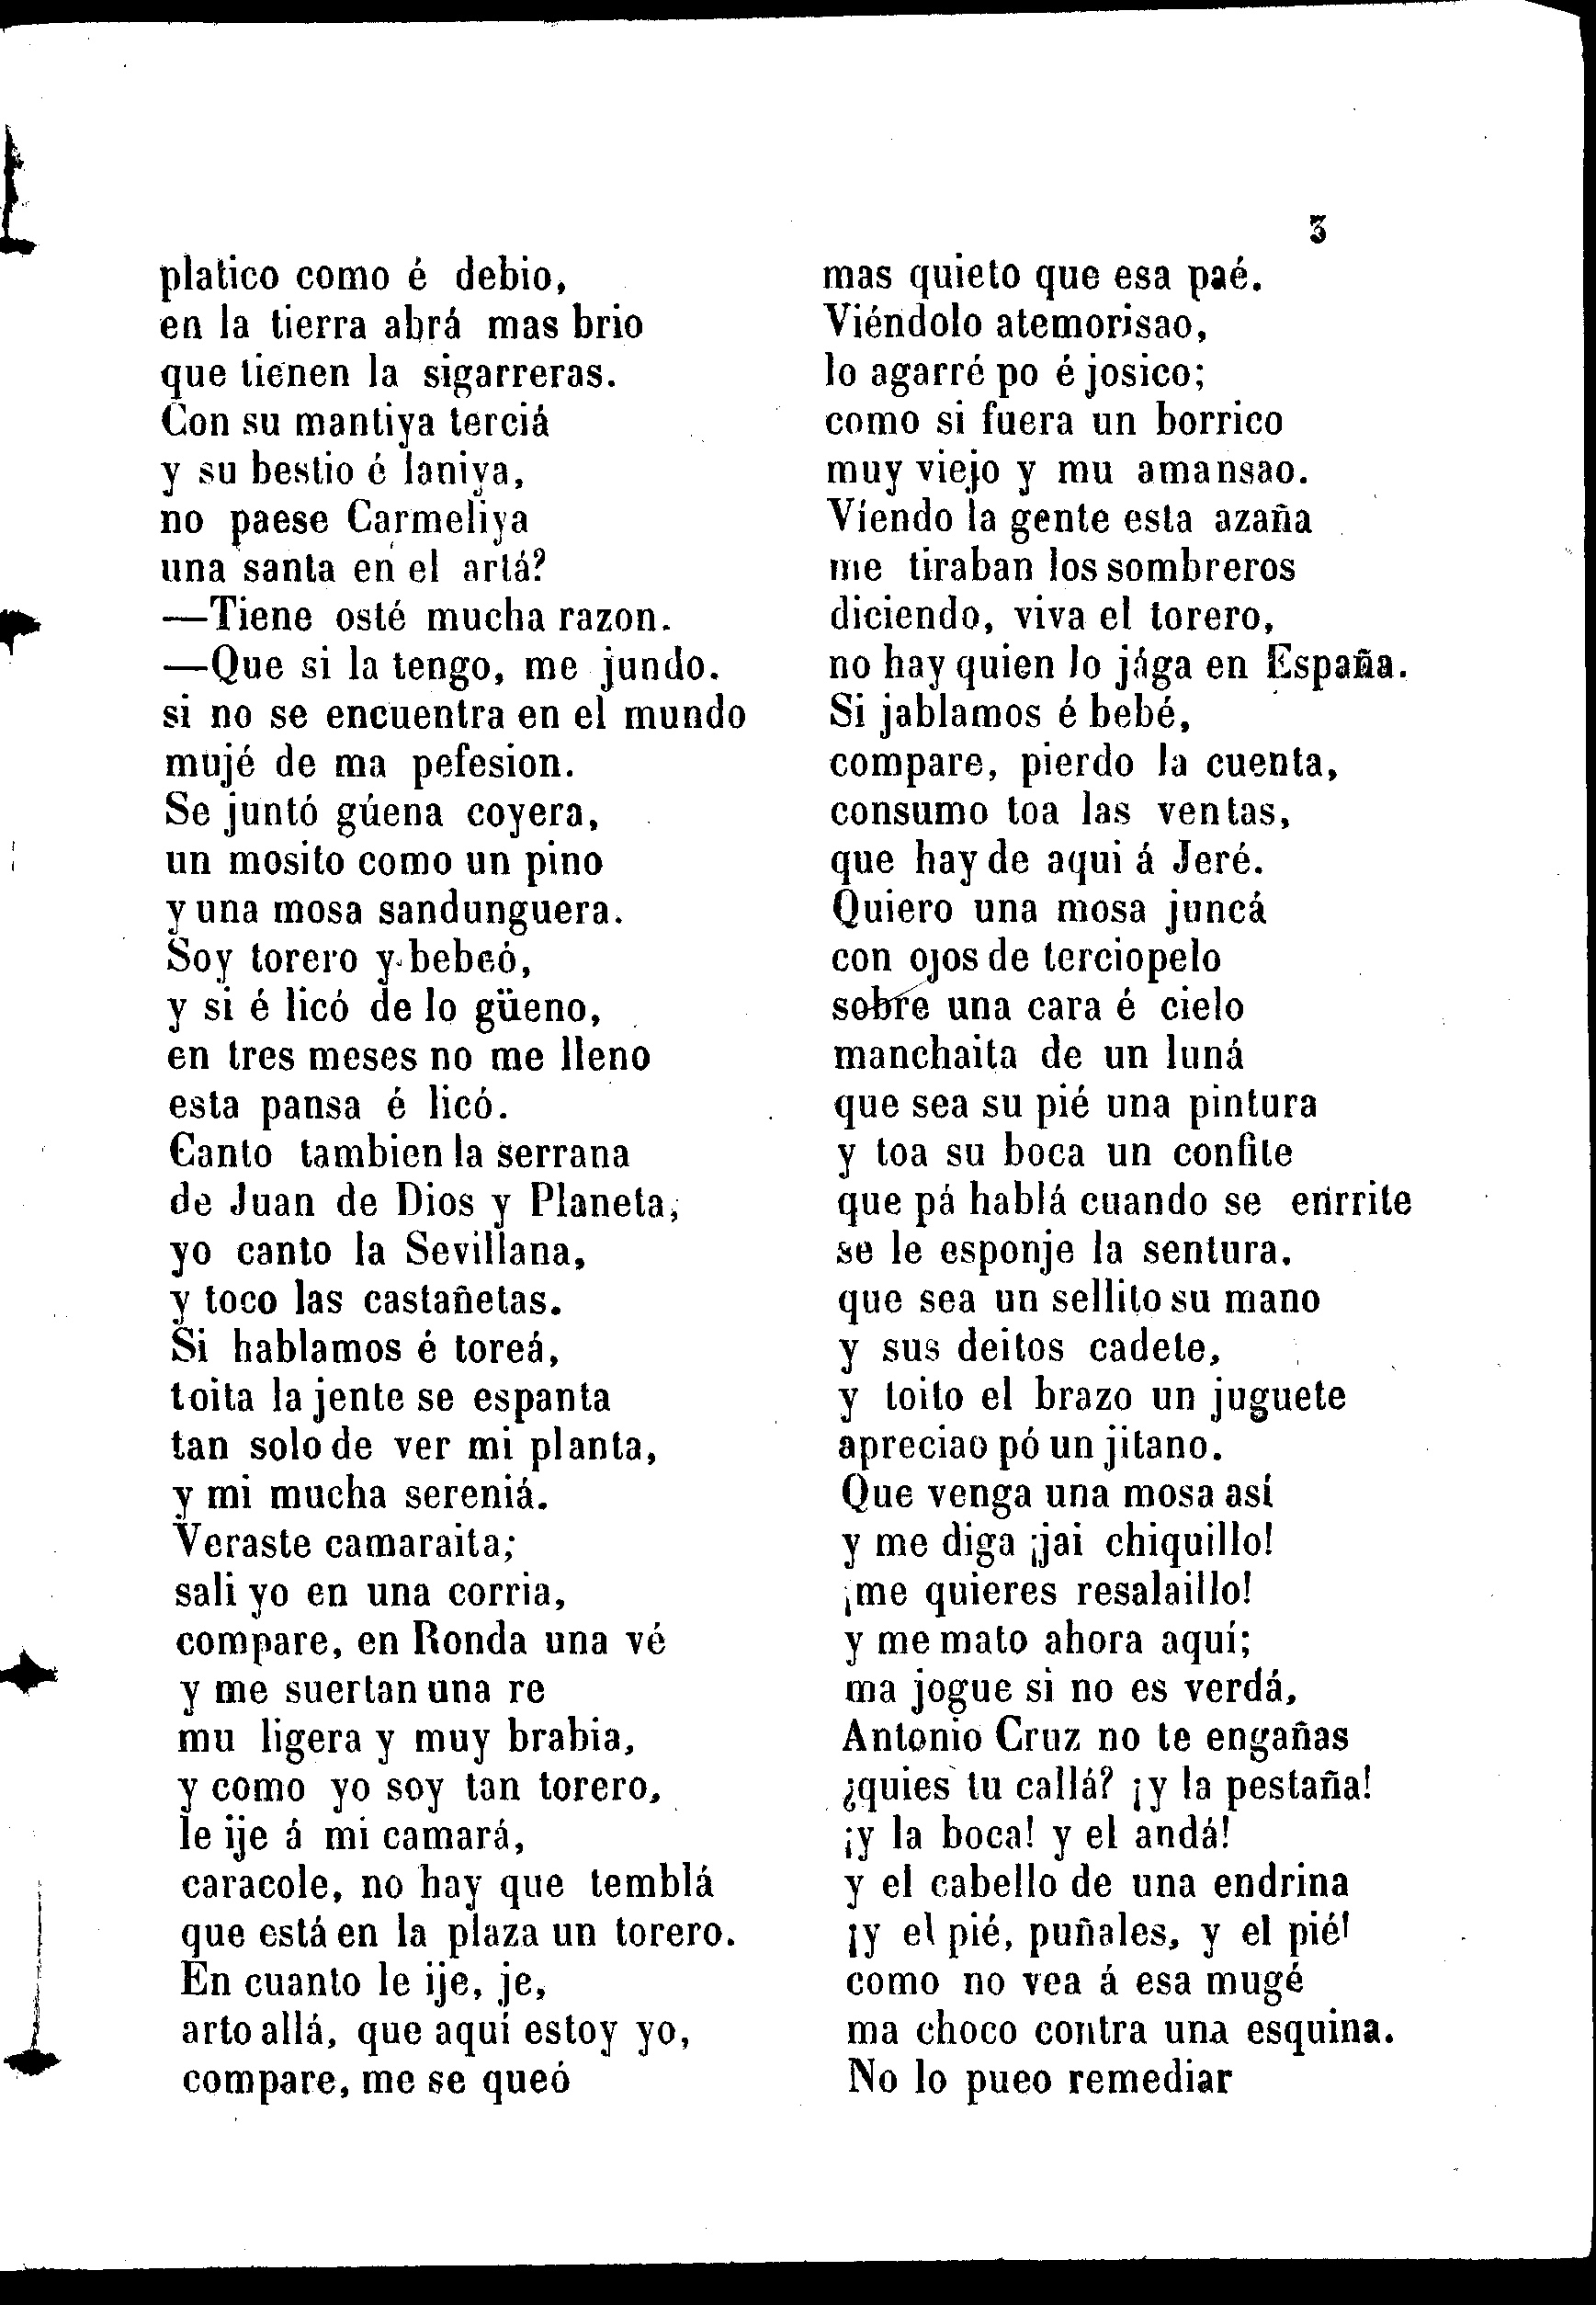 3
platico como é debio,
en la tierra abrá mas brio
que tienen la sigarreras.
Con su mantiya terciá
y su bestio é laniya,
no paese Carmeliya
una santa en el artá?
—Tiene osté mucha razon.
—Que si la tengo, me jundo.
si no se encuentra en el mundo
mujé de ma pefesion.
Se juntó gúena coyera,
un mosito como un pino
y una mosa sandunguera.
Soy torero y bebeó,
y si é licó de lo güeno,
en tres meses no me lleno
esta pansa é licó.
Canto tambien la serrana
de Juan de Dios y Planeta,
yo canto la Sevillana,
y toco las castañetas.
Si hablamos é toreá,
toita la jente se espanta
tan solo de ver mi planta,
y mi mucha sereniá.
Veraste camaraita;
sali yo en una corria,
compare, en Ronda una vé
y me suertan una re
mu ligera y muy brabia,
y como yo soy tan torero,
le ije á mi camará,
caracole, no hay que temblá
que está en la plaza un torero.
En cuanto le ije, je,
arto allá, que aquí estoy yo,
compare, me se queó
mas quieto que esa paé.
Viéndolo atemorisao,
lo agarré po é josico;
como si fuera un borrico
muy viejo y mu amansao.
Viendo la gente esta azaña
me tiraban los sombreros
diciendo, viva el torero,
no hay quien lo jága en España.
Si jablamos é bebé,
compare, pierdo la cuenta,
consumo toa las ventas,
que hay de aqui á Jeré.
Quiero una mosa juncá
con ojos de terciopelo
sobre una cara é cielo
manchaita de un luná
que sea su pié una pintura
y toa su boca un confite
que pá hablá cuando se enrrite
se le esponje la sentura.
que sea un sellito su mano
y sus deitos cadete,
y toito el brazo un juguete
apreciao pó un jitano.
Que venga una mosa así
y me diga ¡jai chiquillo!
¡me quieres resalaillo!
y me mato ahora aquí;
ma jogue si no es verdá,
Antonio Cruz no te engañas
¿quies tu callá? ¡y la pestaña!
¡y la boca! y el andá!
y el cabello de una endrina
¡y el pié, puñales, y el pié!
como no vea á esa mugé
ma choco contra una esquina.
No lo pueo remediar